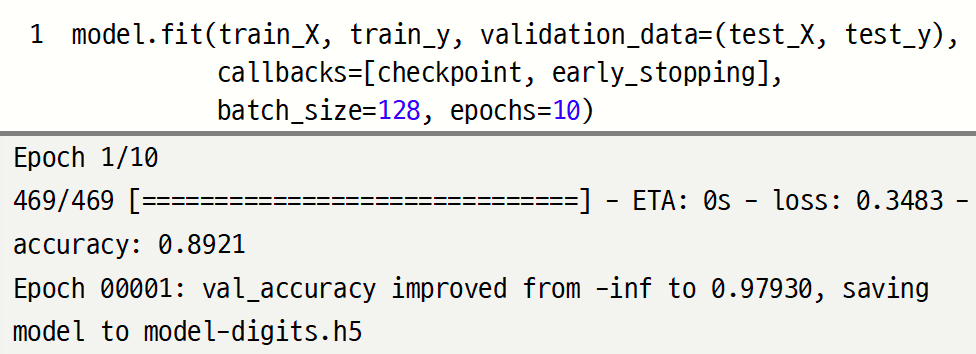 1 model.fit(train_X, train_y, validation_data=(test_X, test_y),
callbacks=[checkpoint, early_stopping],
batch_size=128, epochs=10)
Epoch 1/10
469/469 [==============================] - ETA: 0s - loss: 0.3483 -
accuracy: 0.8921
Epoch 00001: val_accuracy improved from -inf to 0.97930, saving
model to model-digits.h5